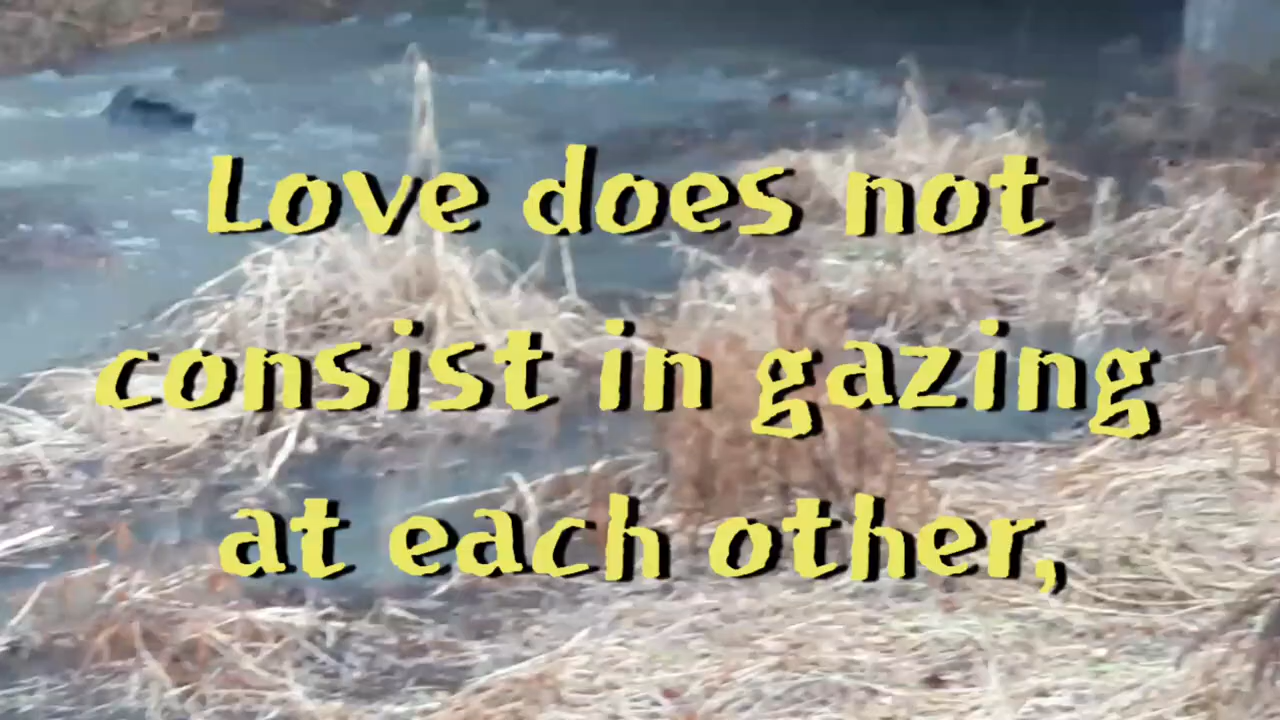 Love does not
consist in gazing
at each other,